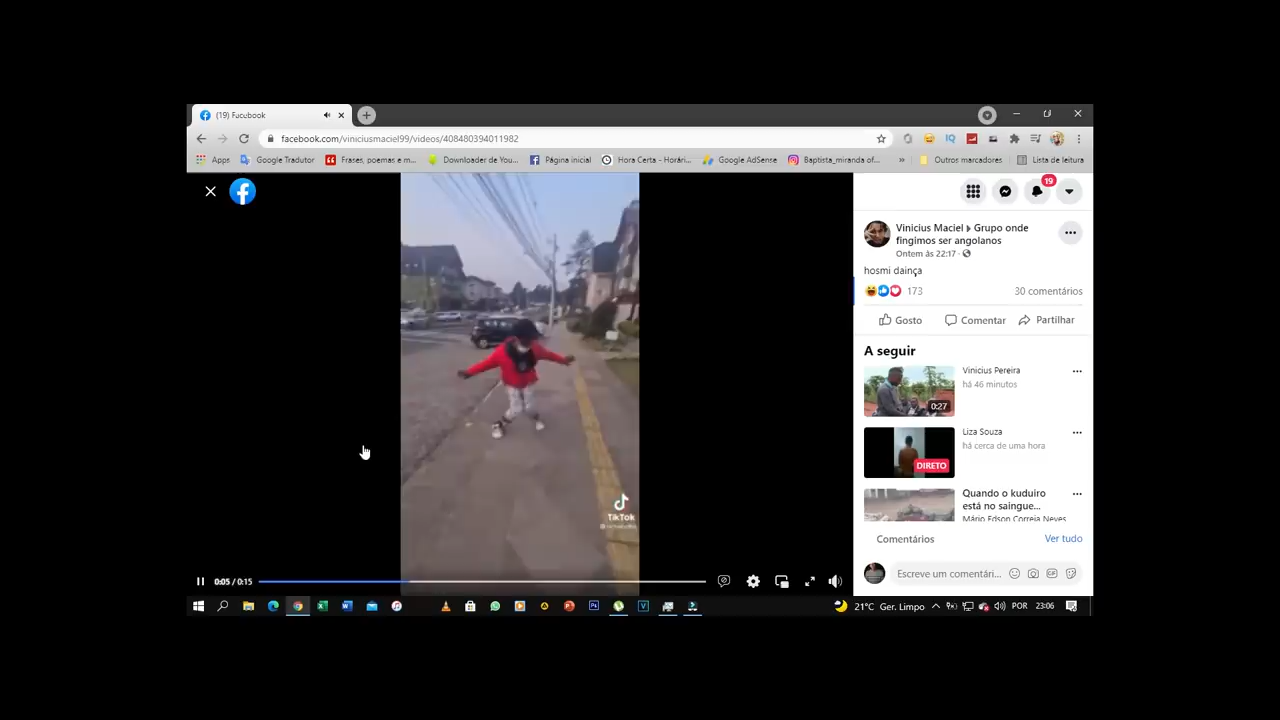 (19) Facebook
facebook.com/viniciusmaciel99/videos/408480394011982
Apps
Google Tradutor
Frases, poemas e m...
Downloader de You...
Página inicial
Hora Certa - Horári...
Google AdSense
Baptista_miranda of...
»
Outros marcadores
Lista de leitura
19
Vinicius Maciel ▸ Grupo onde
fingimos ser angolanos
Ontem às 22:17 ·
hosmi dainça
173
30 comentários
Gosto
Comentar
Partilhar
A seguir
Vinicius Pereira
há 46 minutos
0:27
Liza Souza
há cerca de uma hora
DIRETO
Quando o kuduiro
está no saingue...
Mário Edson Correia Neves
Comentários
Ver tudo
Escreve um comentári...
TikTok
0:05 / 0:15
21°C Ger. Limpo
POR
23:06